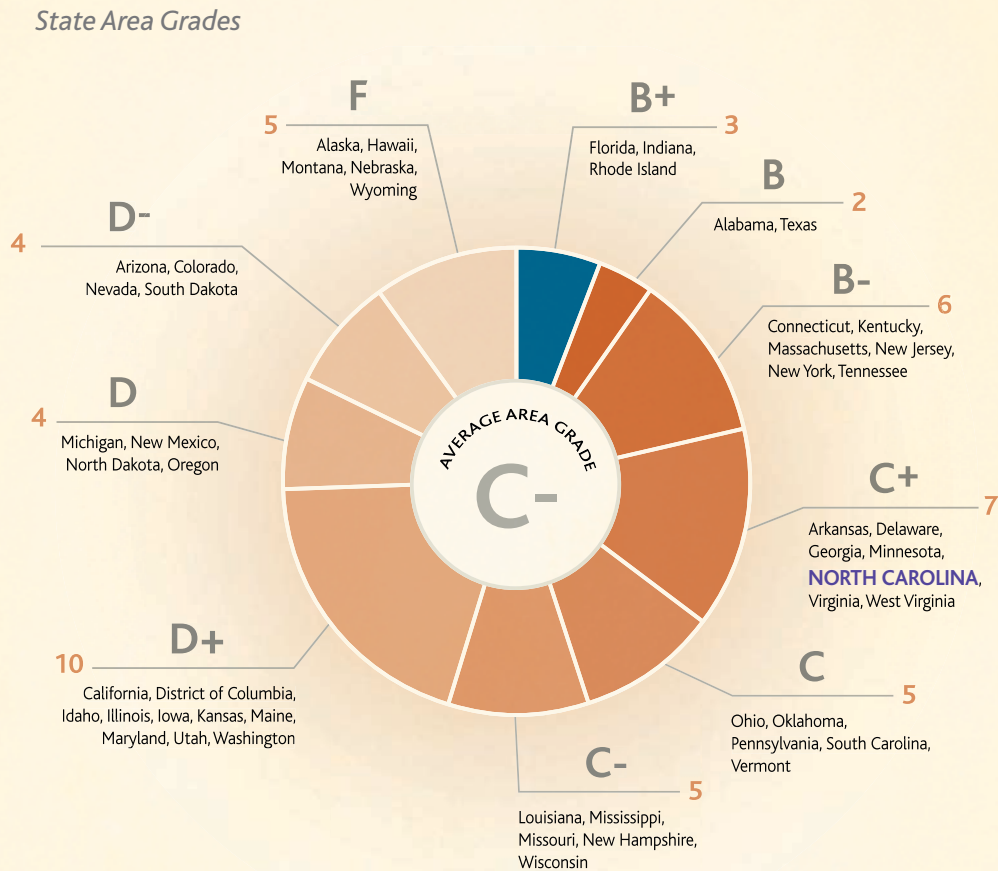 State Area Grades
F
5
Alaska, Hawaii,
Montana, Nebraska,
Wyoming
B+
3
Florida, Indiana,
Rhode Island
B
2
Alabama, Texas
B-
6
Connecticut, Kentucky,
Massachusetts, New Jersey,
New York, Tennessee
C+
7
Arkansas, Delaware,
Georgia, Minnesota,
NORTH CAROLINA,
Virginia, West Virginia
C
5
Ohio, Oklahoma,
Pennsylvania, South Carolina,
Vermont
C-
5
Louisiana, Mississippi,
Missouri, New Hampshire,
Wisconsin
D+
10
California, District of Columbia,
Idaho, Illinois, Iowa, Kansas, Maine,
Maryland, Utah, Washington
D
4
Michigan, New Mexico,
North Dakota, Oregon
D-
4
Arizona, Colorado,
Nevada, South Dakota
AVERAGE AREA GRADE
C-